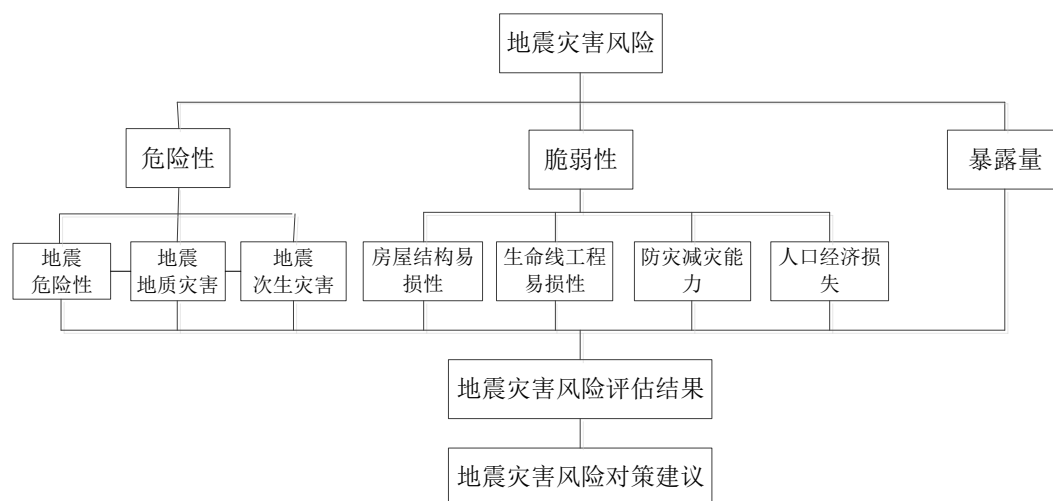 地震灾害风险
危险性
脆弱性
暴露量
地震
危险性
地震
地质灾害
地震
次生灾害
房屋结构易
损性
生命线工程
易损性
防灾减灾能
力
人口经济损
失
地震灾害风险评估结果
地震灾害风险对策建议